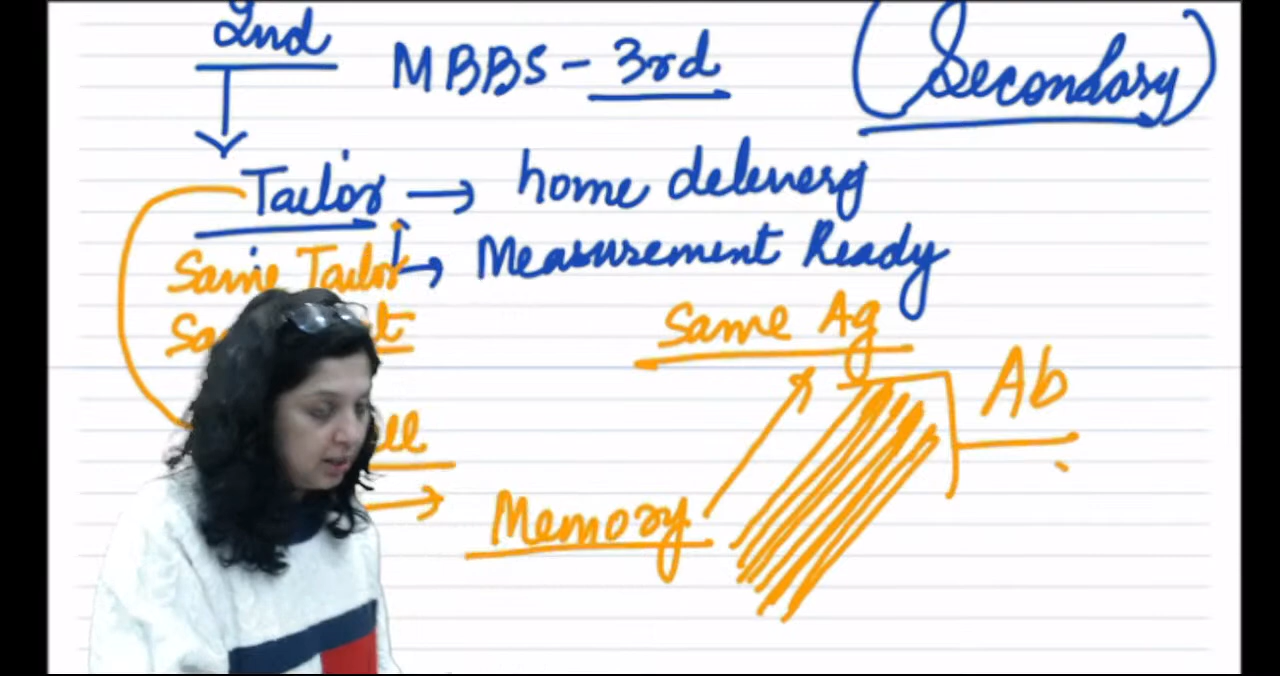 2nd
MBBS - 3rd
(Secondary)
Tailor → home delivery
Same Tailor → Measurement Ready
Same Ag
Ab
→ Memory